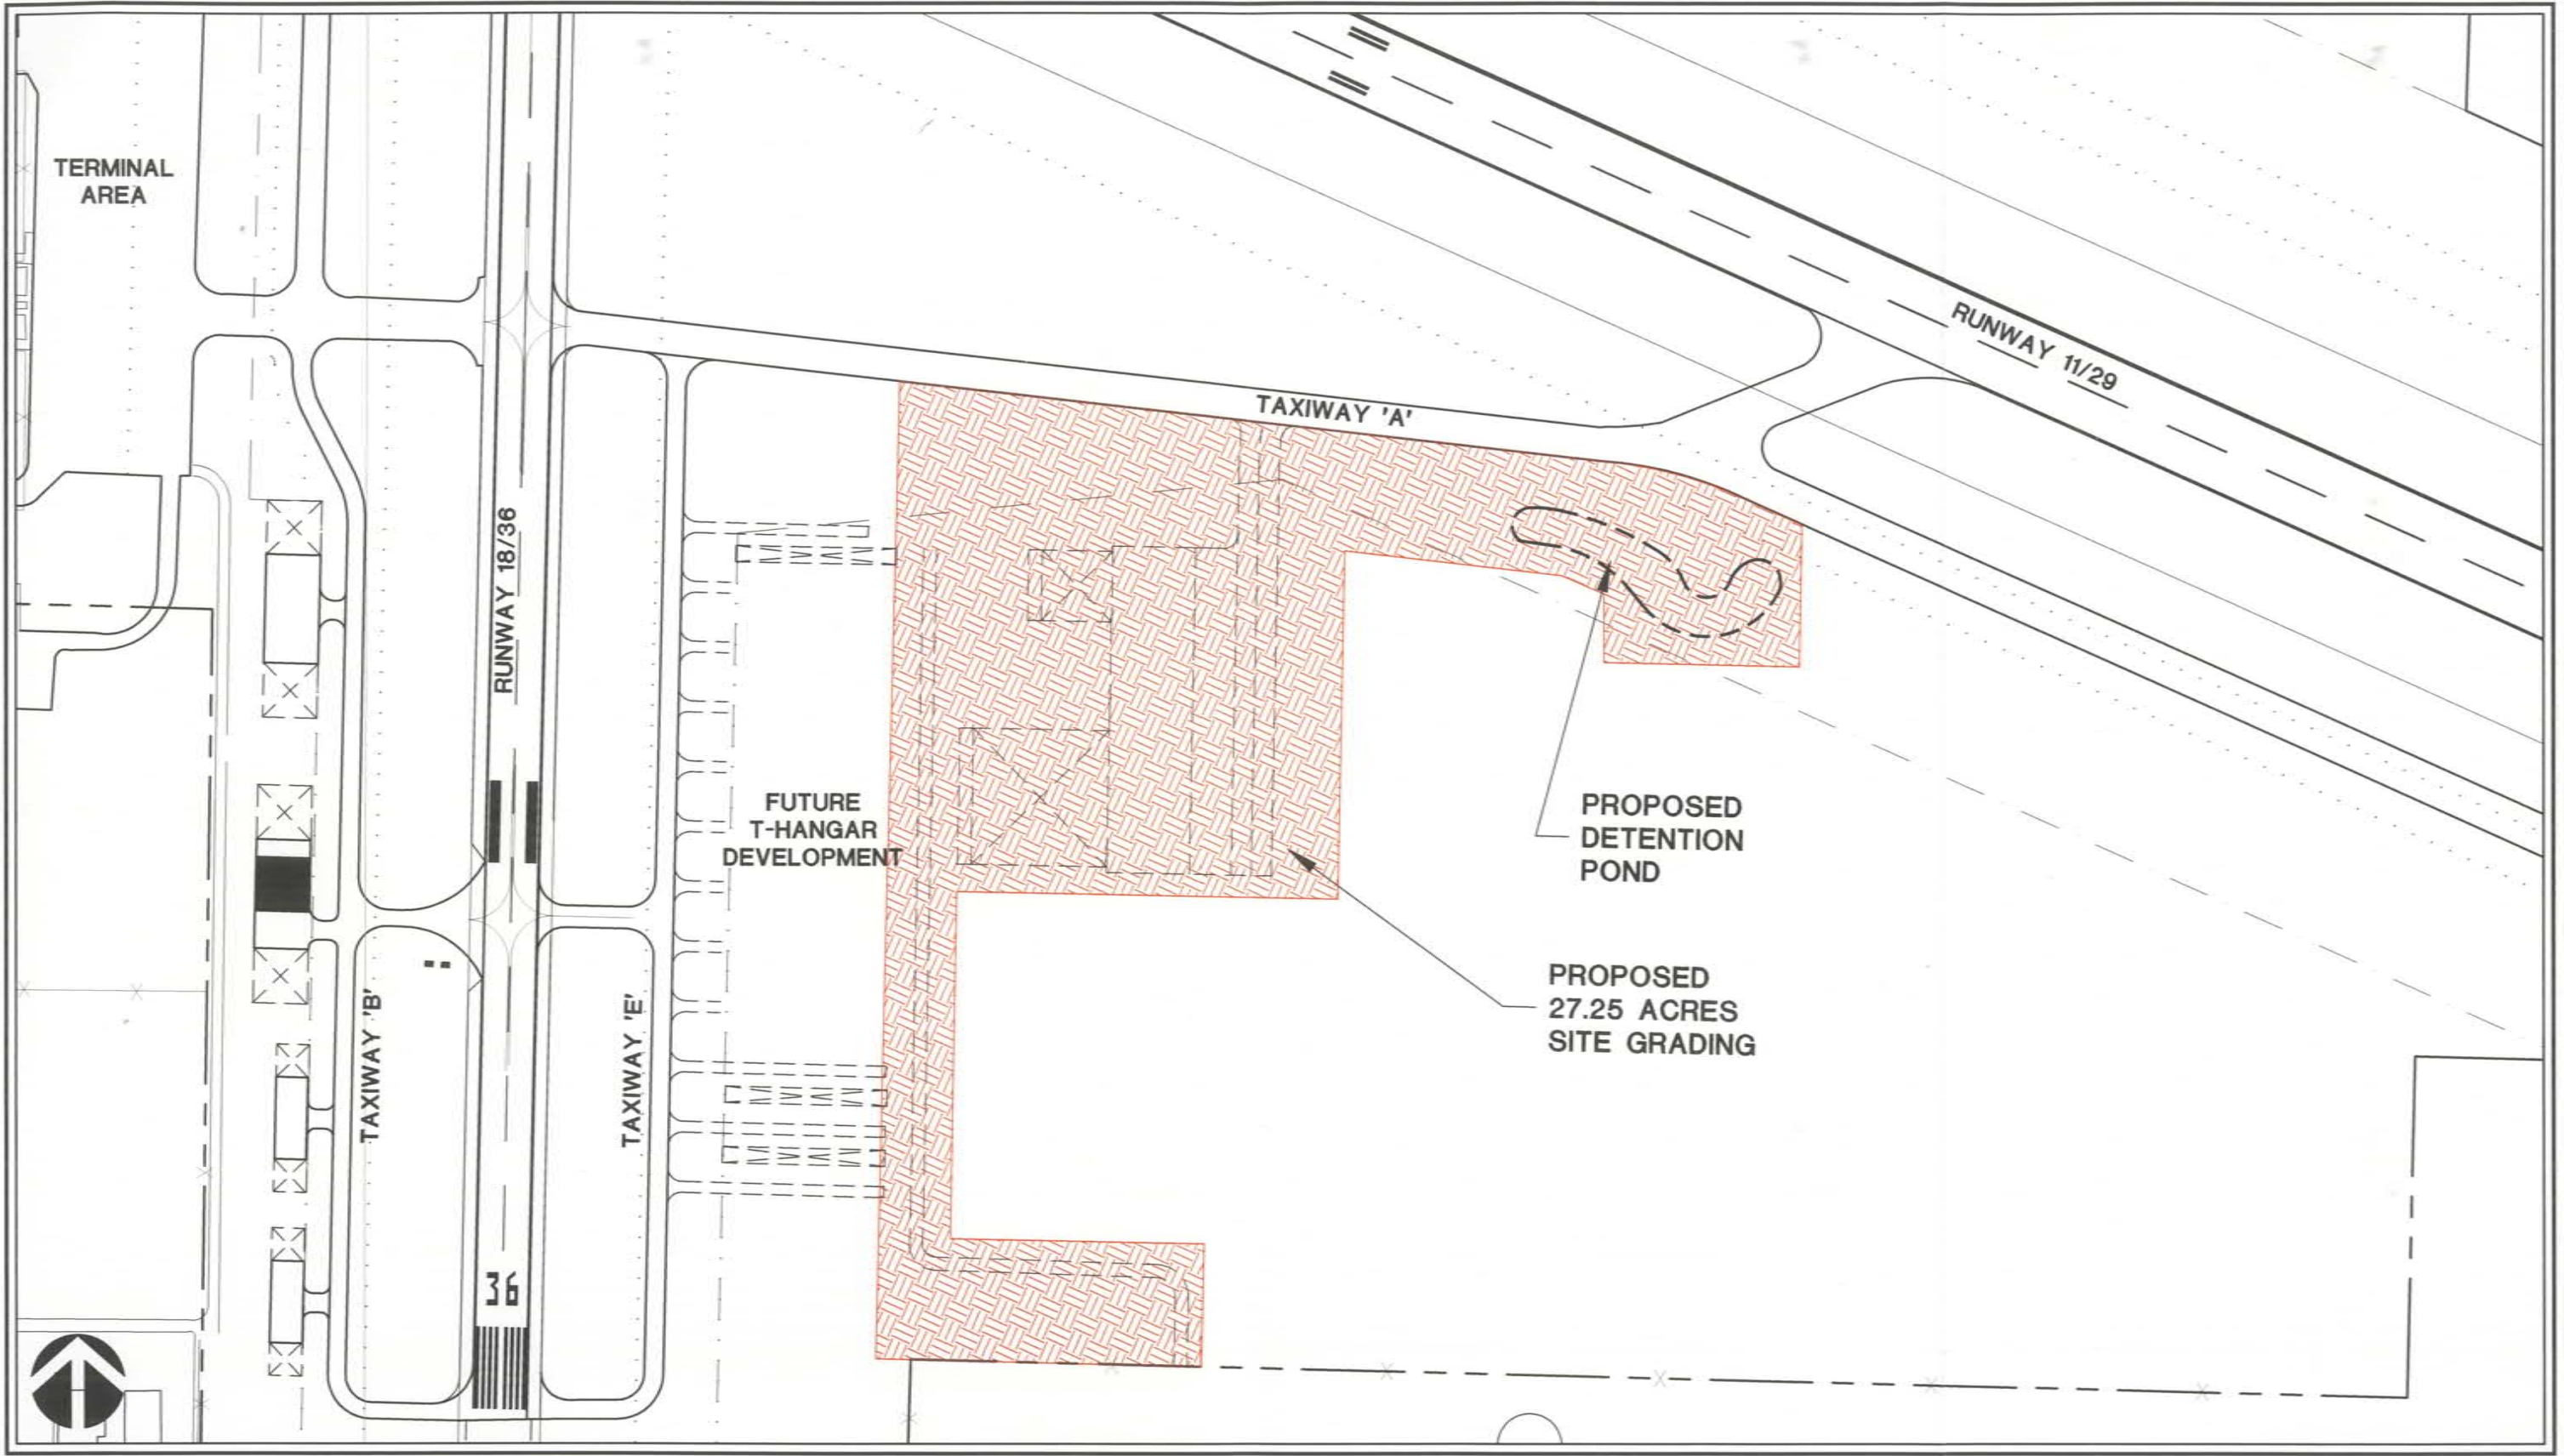 TERMINAL
AREA
RUNWAY 11/29
TAXIWAY 'A'
RUNWAY 18/36
FUTURE
T-HANGAR
DEVELOPMENT
PROPOSED
DETENTION
POND
PROPOSED
27.25 ACRES
SITE GRADING
TAXIWAY 'B'
TAXIWAY 'E'
36